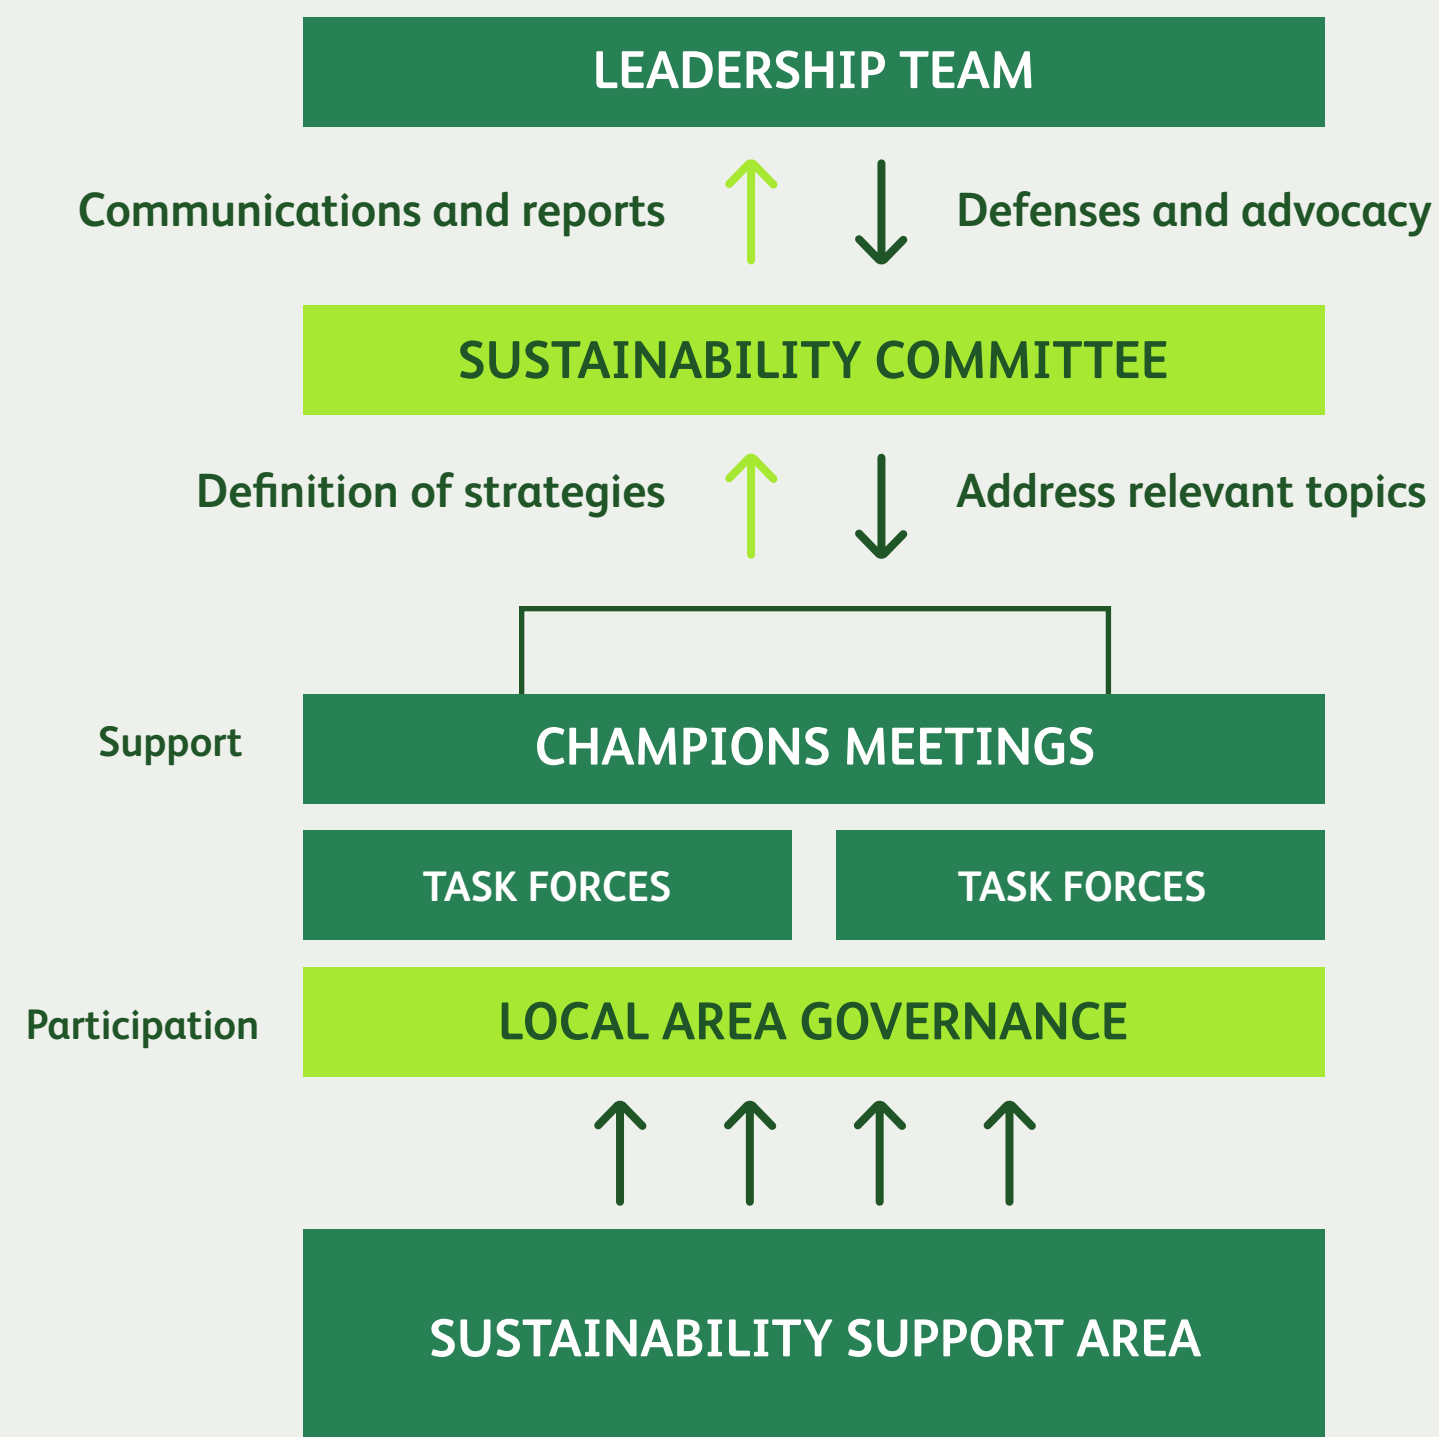 LEADERSHIP TEAM
Communications and reports
Defenses and advocacy
SUSTAINABILITY COMMITTEE
Definition of strategies
Address relevant topics
Support
CHAMPIONS MEETINGS
TASK FORCES
TASK FORCES
Participation
LOCAL AREA GOVERNANCE
SUSTAINABILITY SUPPORT AREA